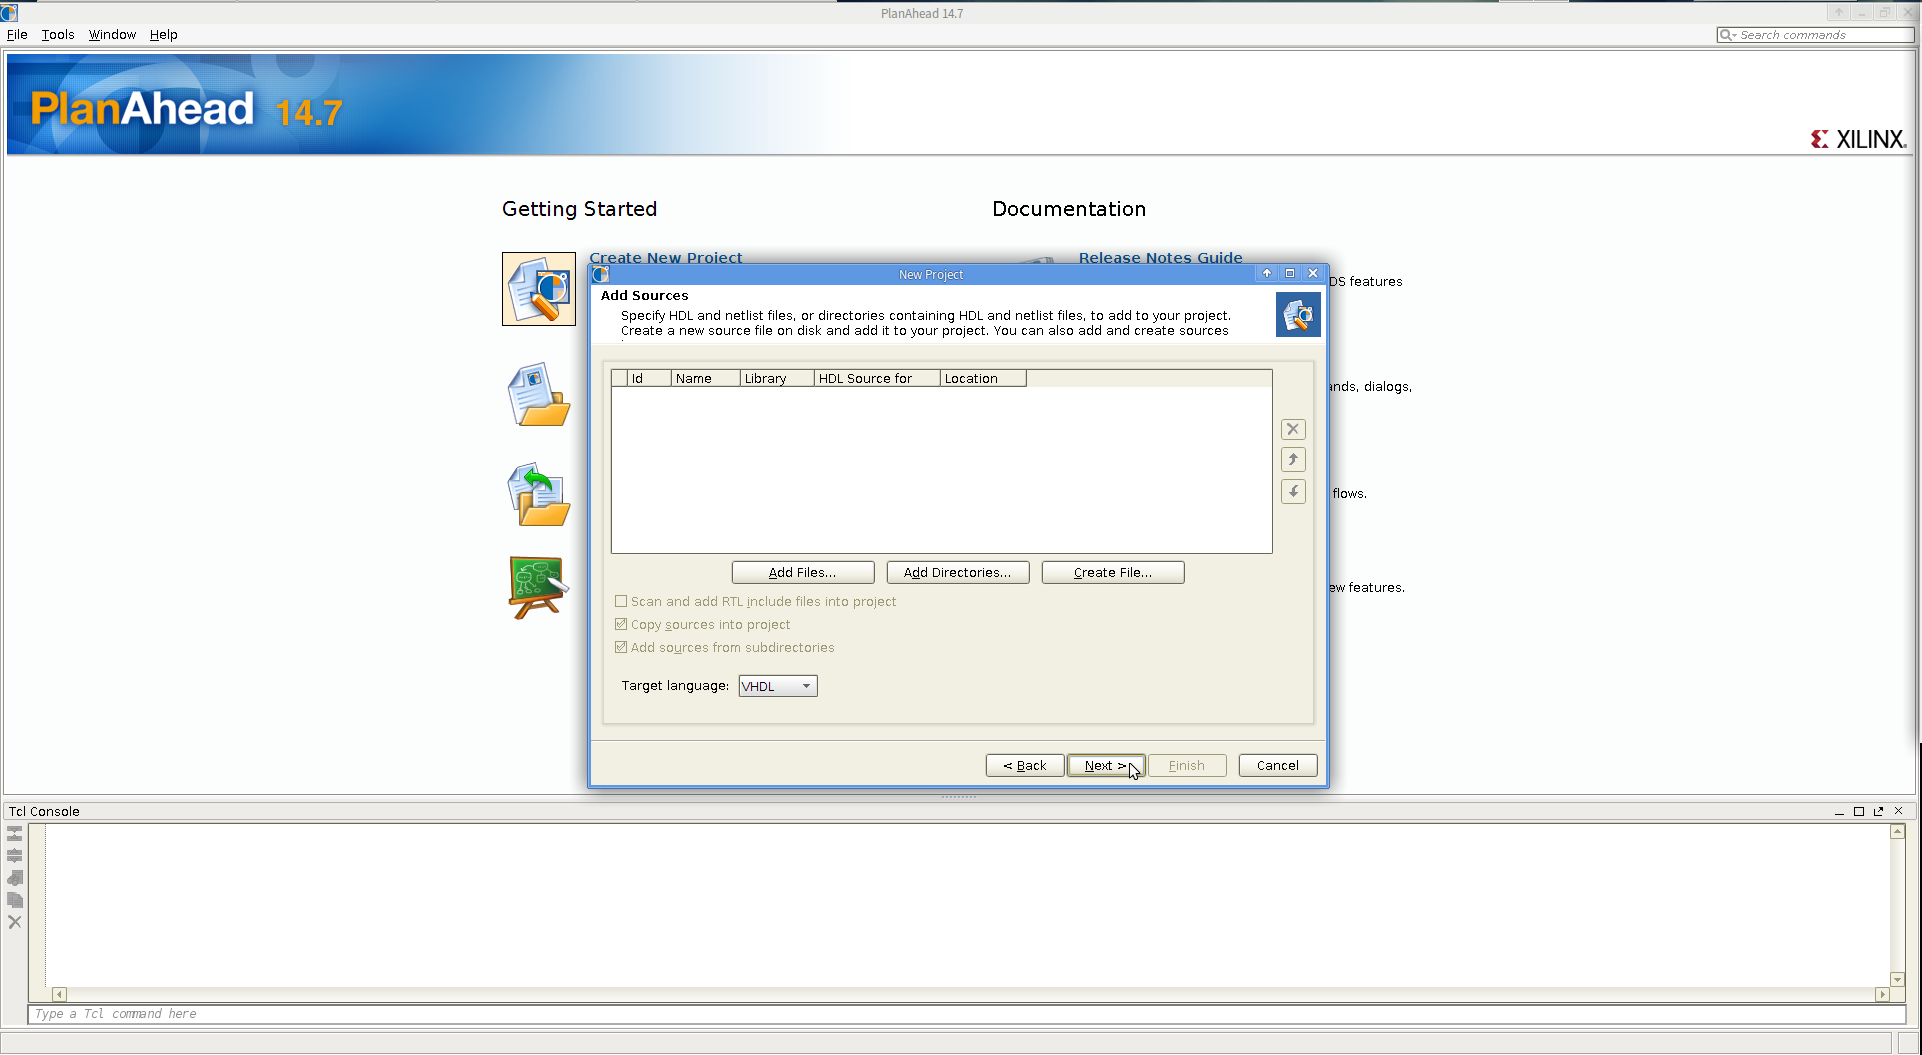 PlanAhead 14.7
File Tools Window Help
Search commands
PlanAhead 14.7
XILINX
Getting Started
Documentation
Create New Project
Release Notes Guide
DS features
New Project
Add Sources
Specify HDL and netlist files, or directories containing HDL and netlist files, to add to your project.
Create a new source file on disk and add it to your project. You can also add and create sources
Id Name Library HDL Source for Location
ands, dialogs,
flows.
ew features.
Add Files... Add Directories... Create File...
Scan and add RTL include files into project
Copy sources into project
Add sources from subdirectories
Target language: VHDL
< Back Next > Finish Cancel
Tcl Console
Type a Tcl command here